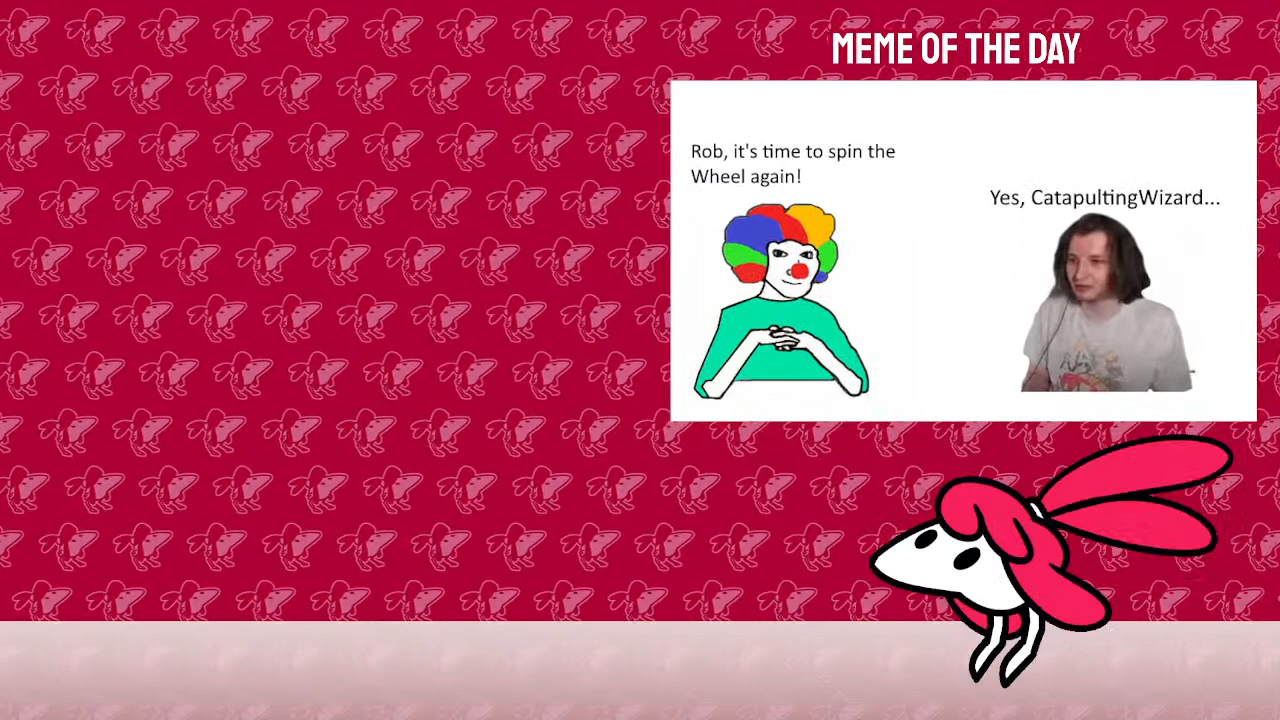 MEME OF THE DAY
Rob, it's time to spin the
Wheel again!
Yes, CatapultingWizard...